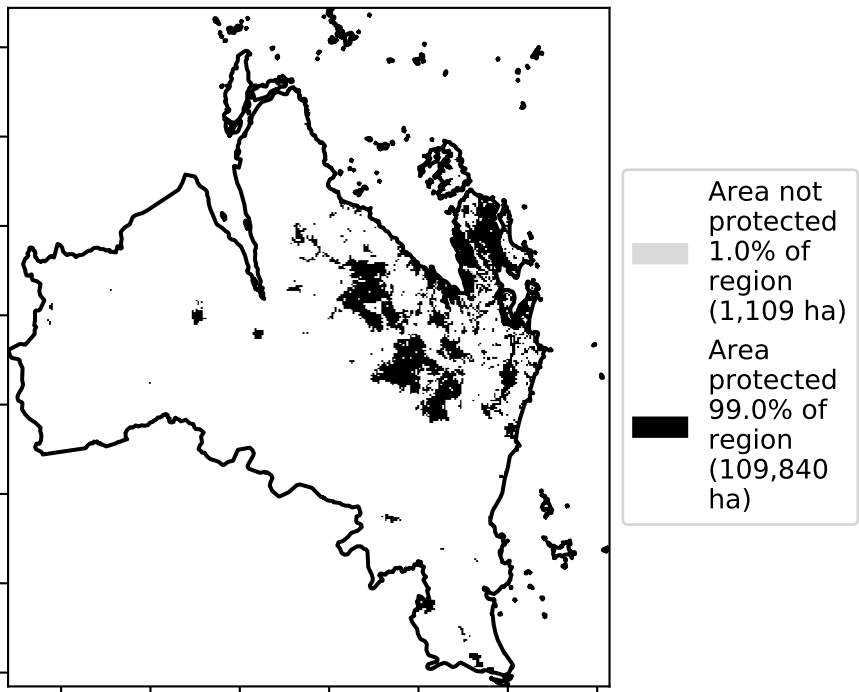 Area not
protected
1.0% of
region
(1,109 ha)
Area
protected
99.0% of
region
(109,840
ha)